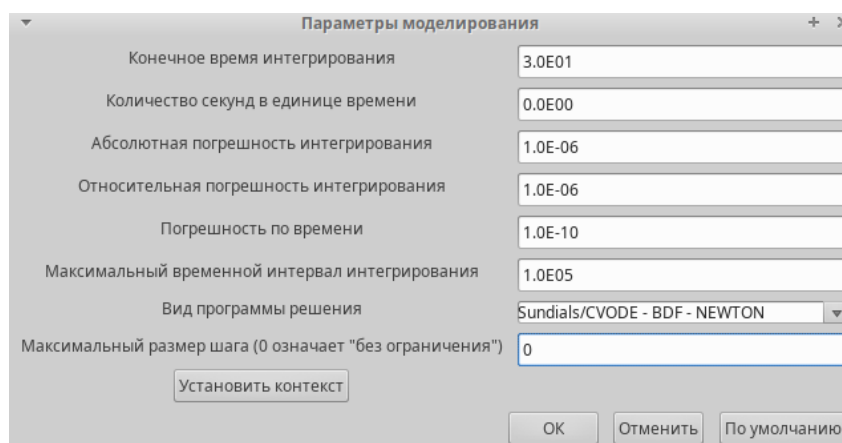 Параметры моделирования
Конечное время интегрирования 3.0E01
Количество секунд в единице времени 0.0E00
Абсолютная погрешность интегрирования 1.0E-06
Относительная погрешность интегрирования 1.0E-06
Погрешность по времени 1.0E-10
Максимальный временной интервал интегрирования 1.0E05
Вид программы решения Sundials/CVODE - BDF - NEWTON
Максимальный размер шага (0 означает "без ограничения") 0
Установить контекст
ОК Отменить По умолчанию